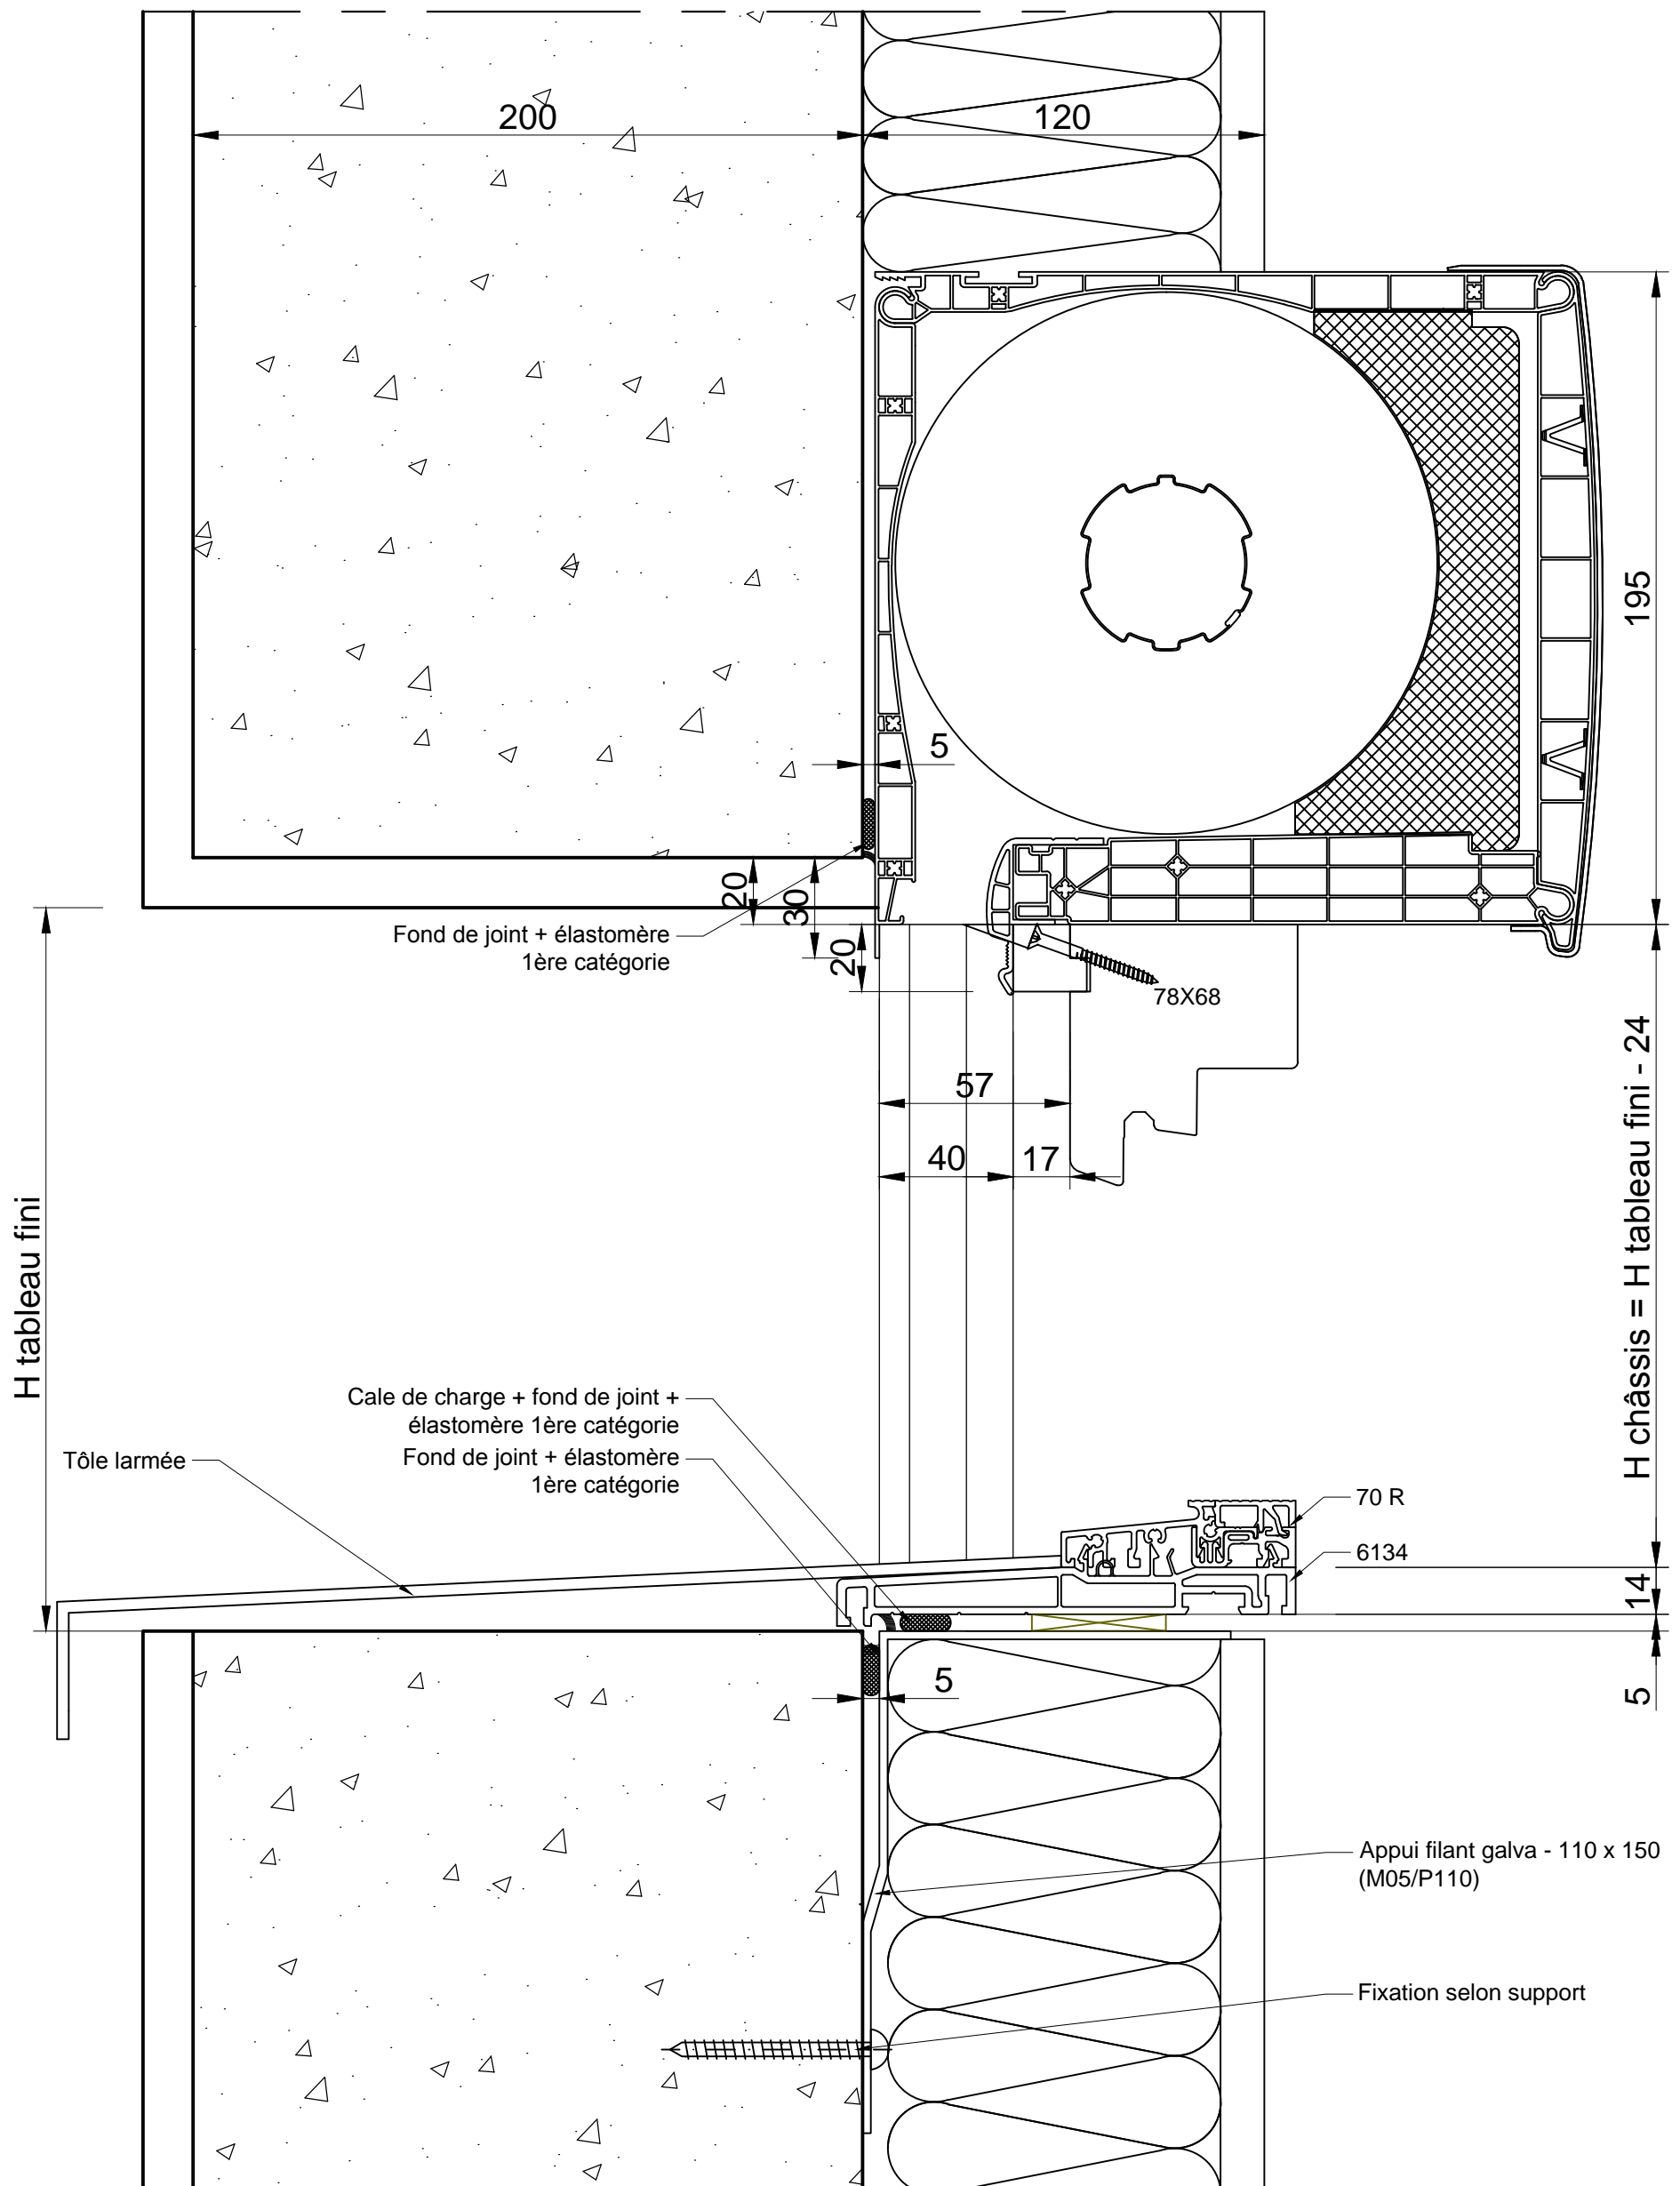 200
120
195
5
20
30
20
Fond de joint + élastomère
1ère catégorie
78X68
57
40
17
H tableau fini
H châssis = H tableau fini - 24
Cale de charge + fond de joint +
élastomère 1ère catégorie
Fond de joint + élastomère
1ère catégorie
Tôle larmée
70 R
6134
14
5
5
Appui filant galva - 110 x 150
(M05/P110)
Fixation selon support